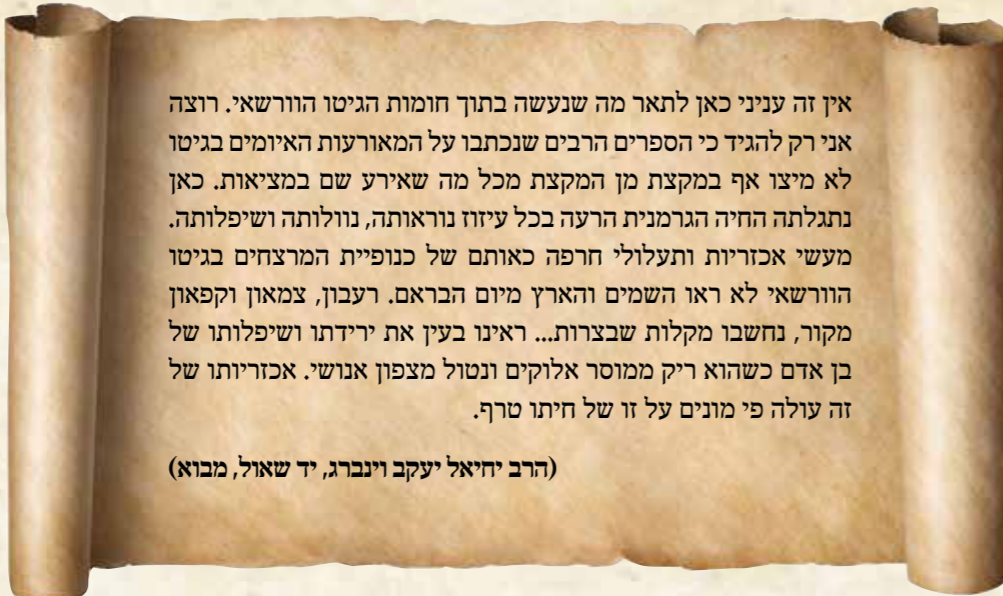 אין זה עניני כאן לתאר מה שנעשה בתוך חומות הגיטו הוורשאי. רוצה
אני רק להגיד כי הספרים הרבים שנכתבו על המאורעות האיומים בגיטו
לא מיצו אף במקצת מן המקצת מכל מה שאירע שם במציאות. כאן
נתגלתה החיה הגרמנית הרעה בכל עיזוז נוראותה, נוולותה ושיפלותה.
מעשי אכזריות ותעלולי חרפה כאותם של כנופיית המרצחים בגיטו
הוורשאי לא ראו השמים והארץ מיום הבראם. רעבון, צמאון וקפאון
מקור, נחשבו מקלות שבצרות... ראינו בעין את ירידתו ושיפלותו של
בן אדם כשהוא ריק ממוסר אלוקים ונטול מצפון אנושי. אכזריותו של
זה עולה פי מונים על זו של חיתו טרף.
(הרב יחיאל יעקב וינברג, יד שאול, מבוא)